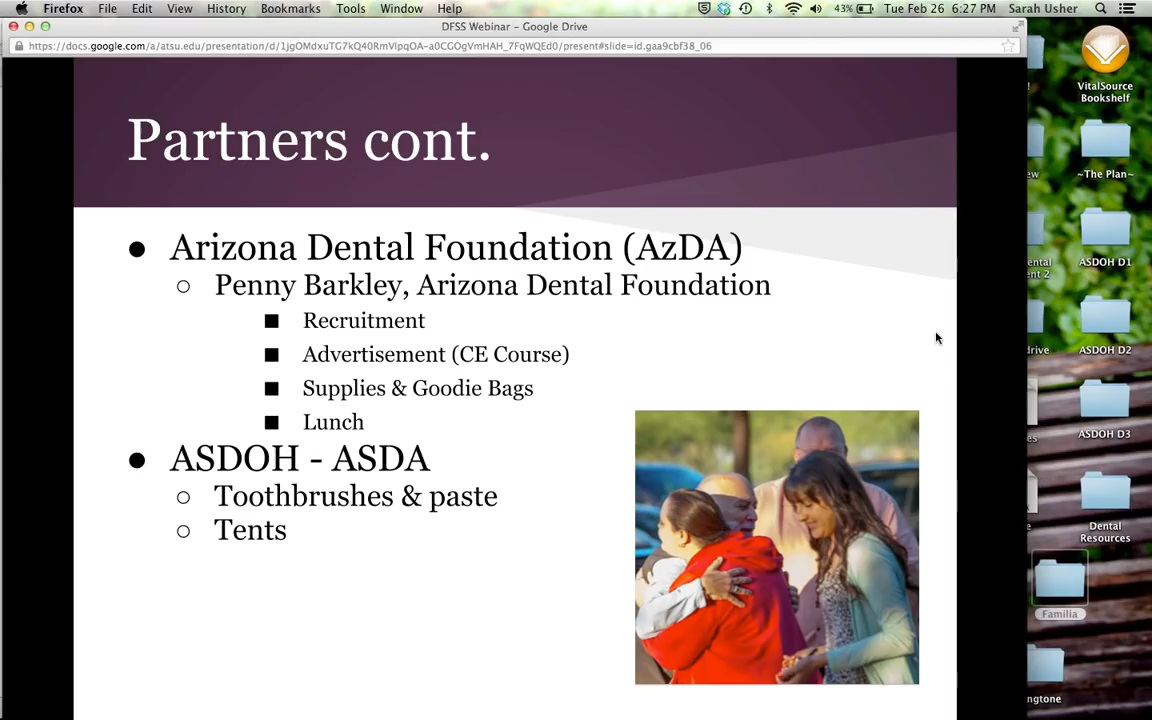 Firefox File Edit View History Bookmarks Tools Window Help 43% Tue Feb 26 6:27 PM Sarah Usher
DFSS Webinar – Google Drive
https://docs.google.com/a/atsu.edu/presentation/d/1jgOMdxuTG7kQ40RmVIpqOA-a0CGOgVmHAH_7FqWQEd0/present#slide=id.gaa9cbf38_06
Partners cont.
● Arizona Dental Foundation (AzDA)
○ Penny Barkley, Arizona Dental Foundation
■ Recruitment
■ Advertisement (CE Course)
■ Supplies & Goodie Bags
■ Lunch
● ASDOH - ASDA
○ Toothbrushes & paste
○ Tents
VitalSource
Bookshelf
~The Plan~
ASDOH D1
ASDOH D2
ASDOH D3
Dental
Resources
Familia
ngtone